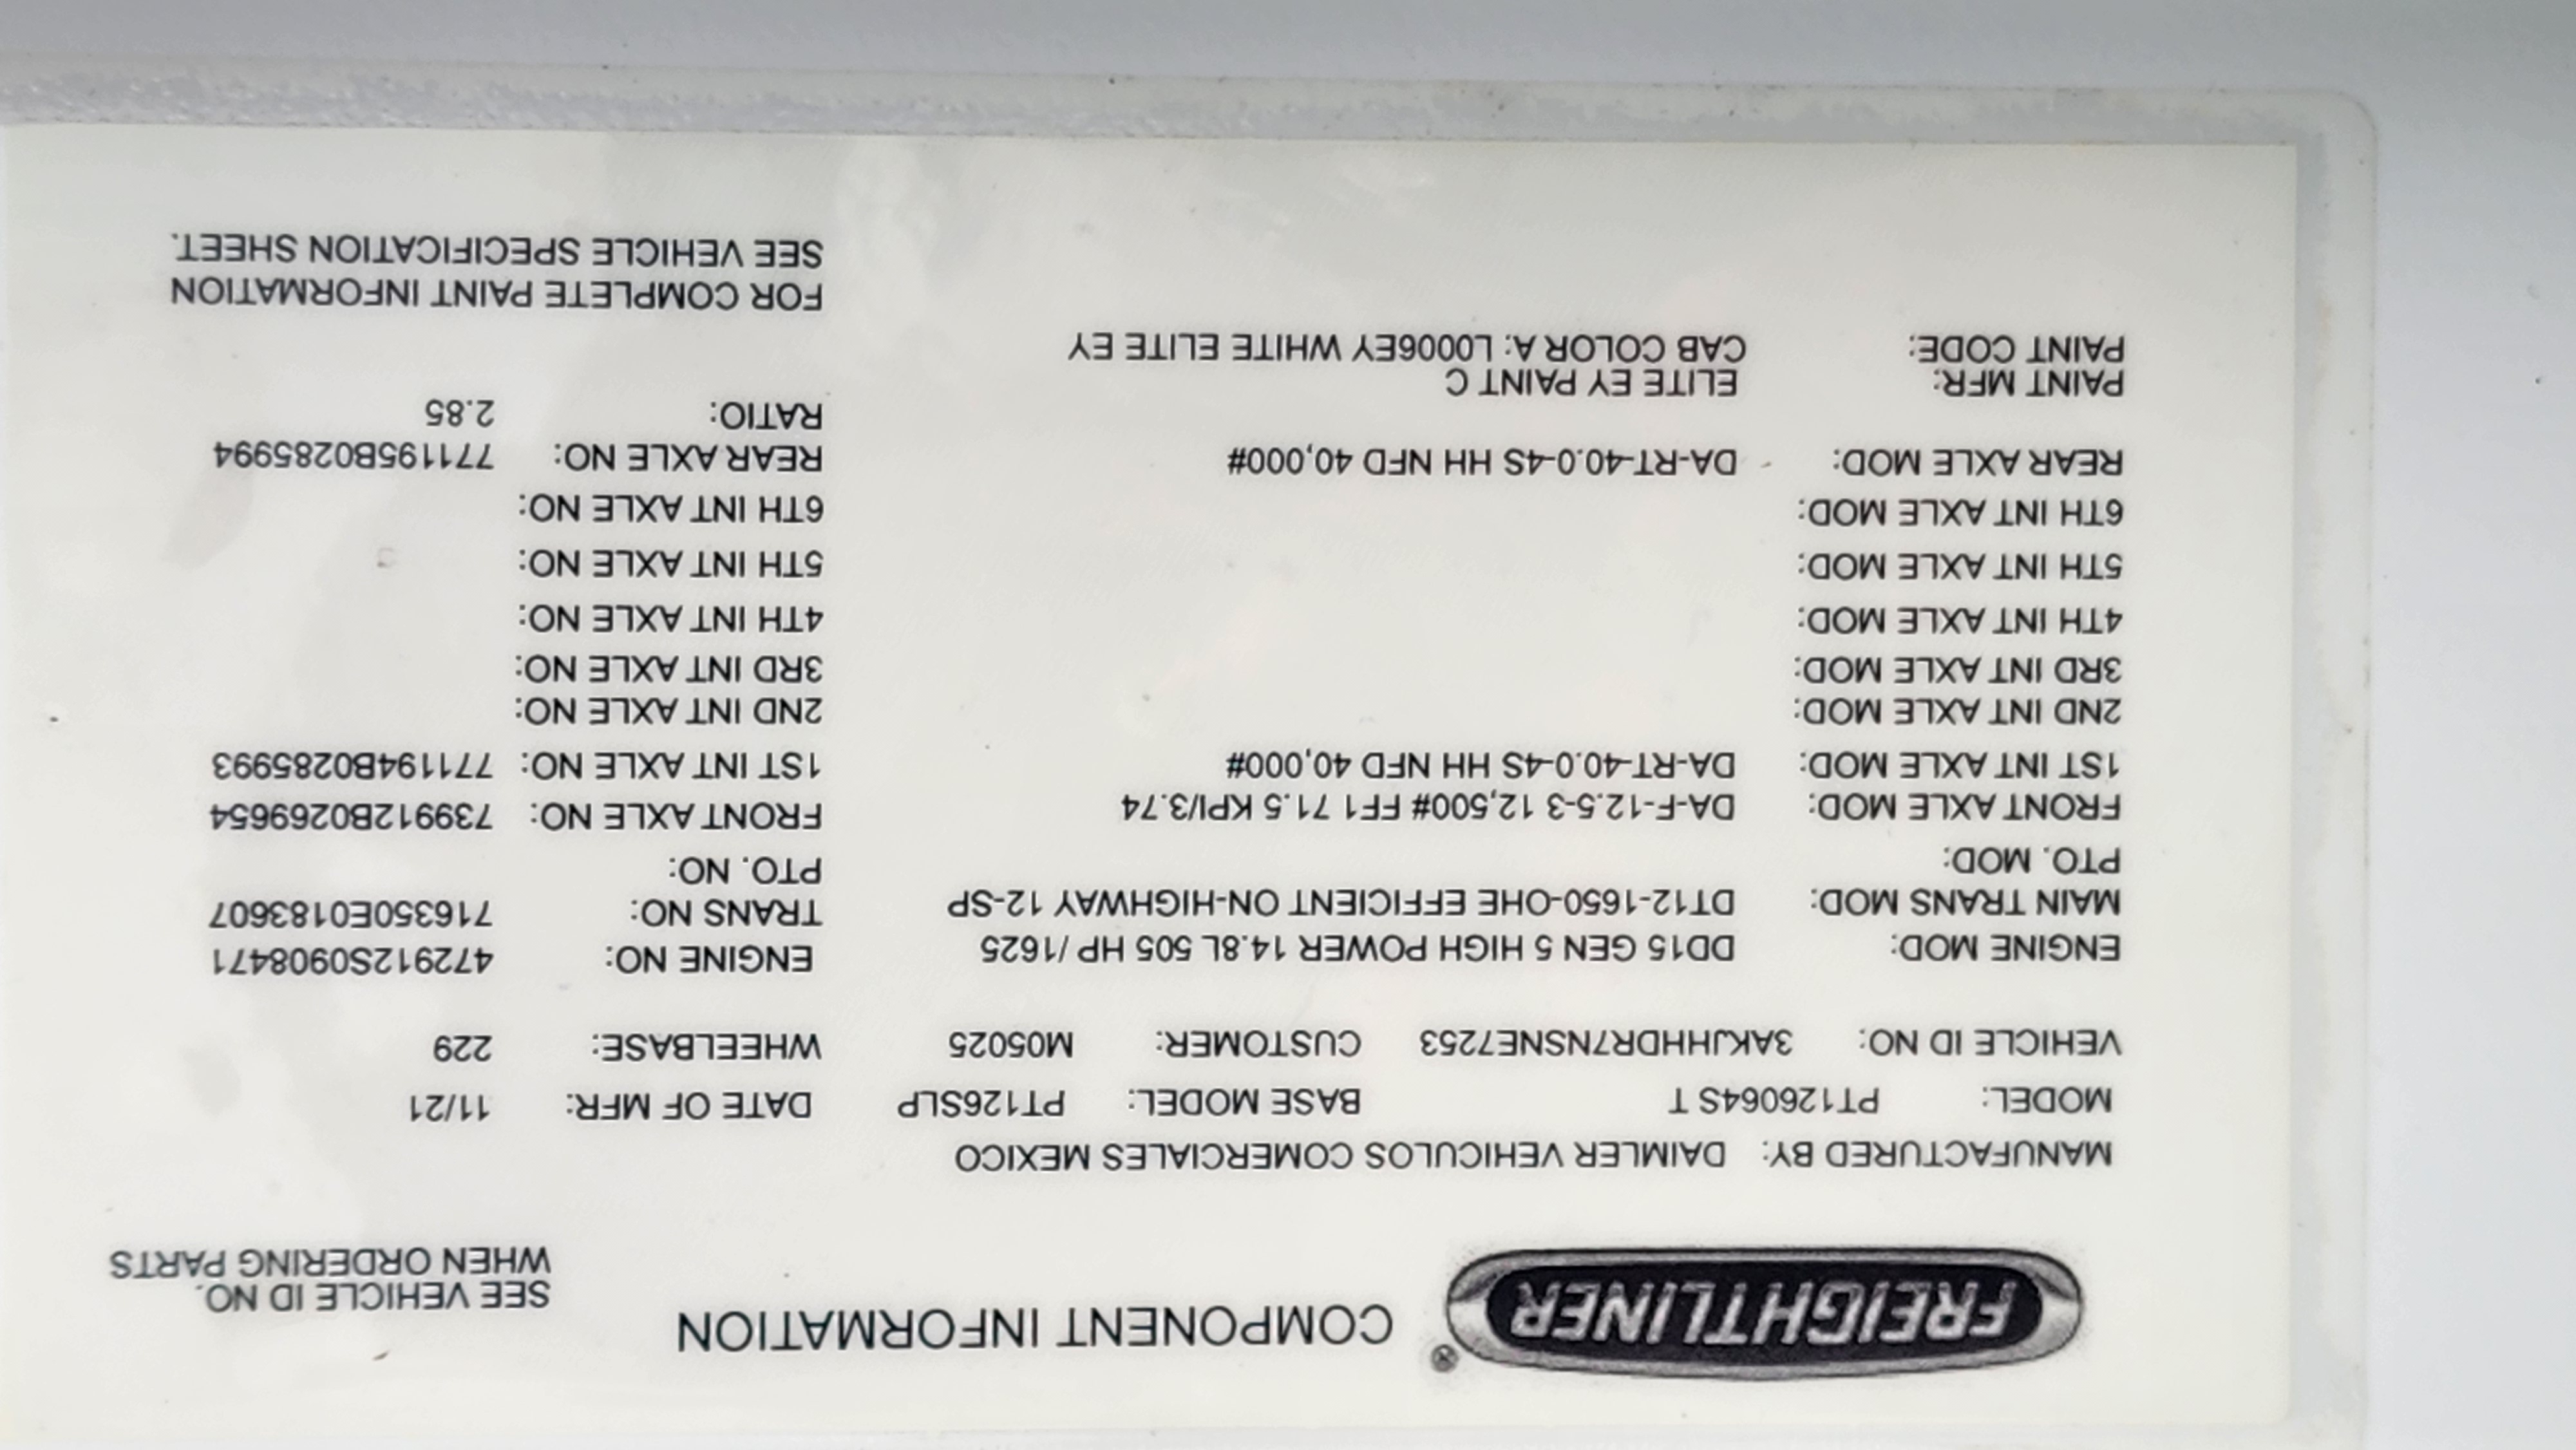 FREIGHTLINER ® COMPONENT INFORMATION
SEE VEHICLE ID NO.
WHEN ORDERING PARTS
MANUFACTURED BY: DAIMLER VEHICULOS COMERCIALES MEXICO
MODEL: PT126064S T BASE MODEL: PT126SLP DATE OF MFR: 11/21
VEHICLE ID NO: 3AKJHHDR7NSNE7253 CUSTOMER: M05025 WHEELBASE: 229
ENGINE MOD: DD15 GEN 5 HIGH POWER 14.8L 505 HP /1625 ENGINE NO: 472912S0908471
MAIN TRANS MOD: DT12-1650-OHE EFFICIENT ON-HIGHWAY 12-SP TRANS NO: 716350E0183607
PTO. MOD: PTO. NO:
FRONT AXLE MOD: DA-F-12.5-3 12,500# FF1 71.5 KPI/3.74 FRONT AXLE NO: 739912B0269654
1ST INT AXLE MOD: DA-RT-40.0-4S HH NFD 40,000# 1ST INT AXLE NO: 771194B0285993
2ND INT AXLE MOD: 2ND INT AXLE NO:
3RD INT AXLE MOD: 3RD INT AXLE NO:
4TH INT AXLE MOD: 4TH INT AXLE NO:
5TH INT AXLE MOD: 5TH INT AXLE NO:
6TH INT AXLE MOD: 6TH INT AXLE NO:
REAR AXLE MOD: DA-RT-40.0-4S HH NFD 40,000# REAR AXLE NO: 771195B0285994
RATIO: 2.85
PAINT MFR: ELITE EY PAINT C
PAINT CODE: CAB COLOR A: L0006EY WHITE ELITE EY
FOR COMPLETE PAINT INFORMATION
SEE VEHICLE SPECIFICATION SHEET.